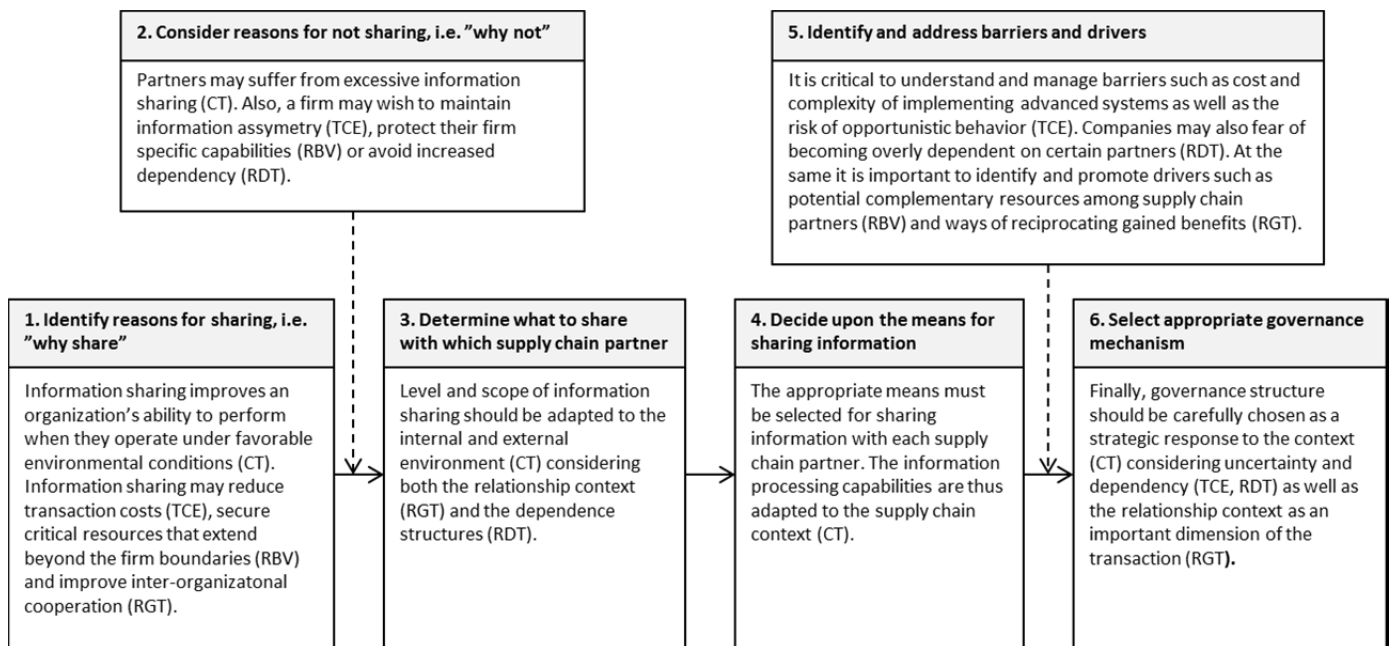 2. Consider reasons for not sharing, i.e. ”why not”
Partners may suffer from excessive information
sharing (CT). Also, a firm may wish to maintain
information assymetry (TCE), protect their firm
specific capabilities (RBV) or avoid increased
dependency (RDT).
5. Identify and address barriers and drivers
It is critical to understand and manage barriers such as cost and
complexity of implementing advanced systems as well as the
risk of opportunistic behavior (TCE). Companies may also fear of
becoming overly dependent on certain partners (RDT). At the
same it is important to identify and promote drivers such as
potential complementary resources among supply chain
partners (RBV) and ways of reciprocating gained benefits (RGT).
1. Identify reasons for sharing, i.e.
”why share”
Information sharing improves an
organization’s ability to perform
when they operate under favorable
environmental conditions (CT).
Information sharing may reduce
transaction costs (TCE), secure
critical resources that extend
beyond the firm boundaries (RBV)
and improve inter-organizatonal
cooperation (RGT).
3. Determine what to share
with which supply chain partner
Level and scope of information
sharing should be adapted to the
internal and external
environment (CT) considering
both the relationship context
(RGT) and the dependence
structures (RDT).
4. Decide upon the means for
sharing information
The appropriate means must
be selected for sharing
information with each supply
chain partner. The information
processing capabilities are thus
adapted to the supply chain
context (CT).
6. Select appropriate governance
mechanism
Finally, governance structure
should be carefully chosen as a
strategic response to the context
(CT) considering uncertainty and
dependency (TCE, RDT) as well as
the relationship context as an
important dimension of the
transaction (RGT).